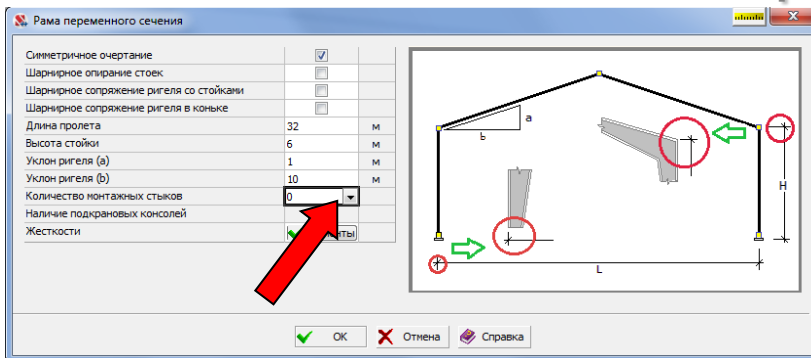 Рама переменного сечения
Симметричное очертание
Шарнирное опирание стоек
Шарнирное сопряжение ригеля со стойками
Шарнирное сопряжение ригеля в коньке
Длина пролета 32 м
Высота стойки 6 м
Уклон ригеля (a) 1 м
Уклон ригеля (b) 10 м
Количество монтажных стыков 0
Наличие подкрановых консолей
Жесткости
a
b
H
L
OK
Отмена
Справка